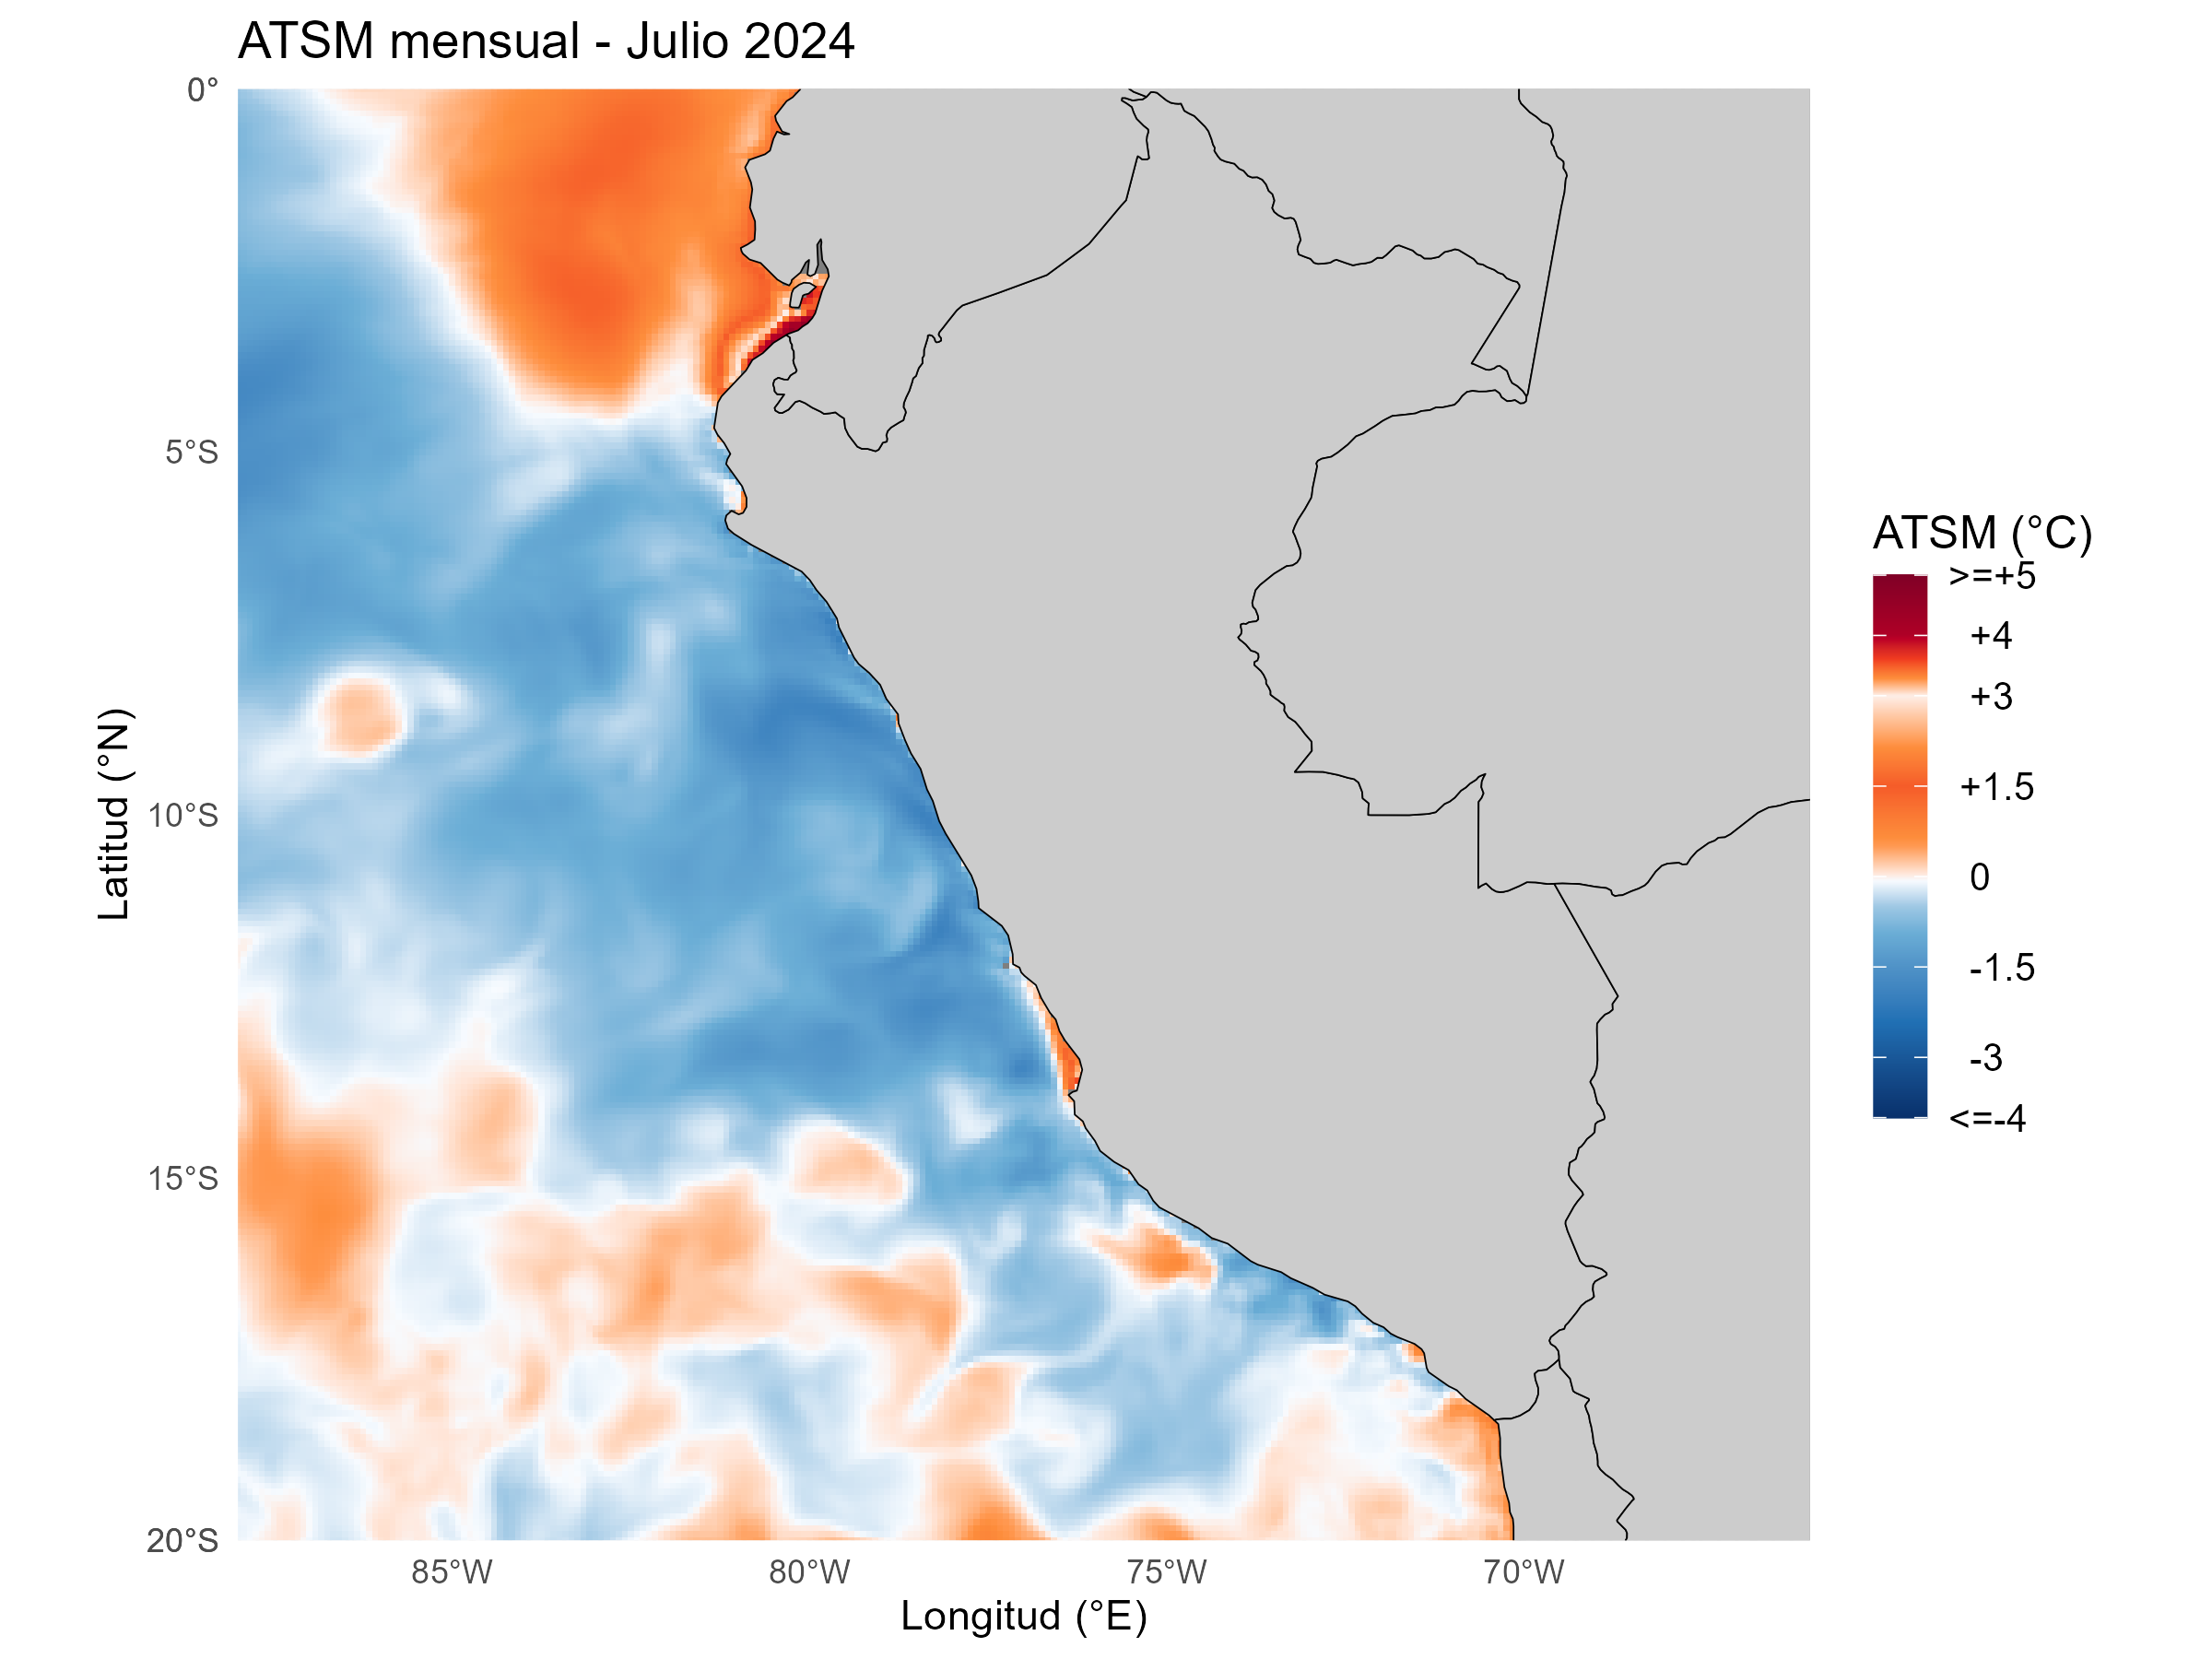 ATSM mensual - Julio 2024
0°
5°S
10°S
15°S
20°S
Latitud (°N)
85°W
80°W
75°W
70°W
Longitud (°E)
ATSM (°C)
>=+5
+4
+3
+1.5
0
-1.5
-3
<=-4